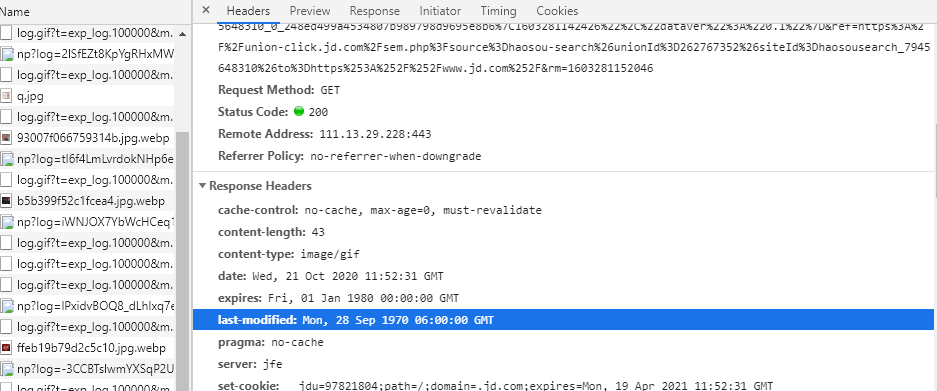 Name
log.gif?t=exp_log.100000&m.
np?log=2lSfEZt8KpYgRHxMW
log.gif?t=exp_log.100000&m.
q.jpg
log.gif?t=exp_log.100000&m.
93007f066759314b.jpg.webp
np?log=tl6f4LmLvrdokNHp6e
log.gif?t=exp_log.100000&m.
b5b399f52c1fcea4.jpg.webp
np?log=iWNJOX7YbWcHCeq1
log.gif?t=exp_log.100000&m.
log.gif?t=exp_log.100000&m.
log.gif?t=exp_log.100000&m.
np?log=lPxidvBOQ8_dLhlxq7e
log.gif?t=exp_log.100000&m.
ffeb19b79d2c5c10.jpg.webp
np?log=-3CCBTslwmYXSqP2U
× Headers Preview Response Initiator Timing Cookies
5648310_0_248ed499a4534807b989798d9695e8b6%7C1603281142426%22%2C%22dataver%22%3A%220.1%22%7D&ref=https%3A%2
F%2Funion-click.jd.com%2Fsem.php%3Fsource%3Dhaosou-search%26unionId%3D262767352%26siteId%3Dhaosousearch_7945
648310%26to%3Dhttps%253A%252F%252Fwww.jd.com%252F&rm=1603281152046
Request Method: GET
Status Code: 200
Remote Address: 111.13.29.228:443
Referrer Policy: no-referrer-when-downgrade
Response Headers
cache-control: no-cache, max-age=0, must-revalidate
content-length: 43
content-type: image/gif
date: Wed, 21 Oct 2020 11:52:31 GMT
expires: Fri, 01 Jan 1980 00:00:00 GMT
last-modified: Mon, 28 Sep 1970 06:00:00 GMT
pragma: no-cache
server: jfe
set-cookie: __jdu=97821804;path=/;domain=.jd.com;expires=Mon, 19 Apr 2021 11:52:31 GMT